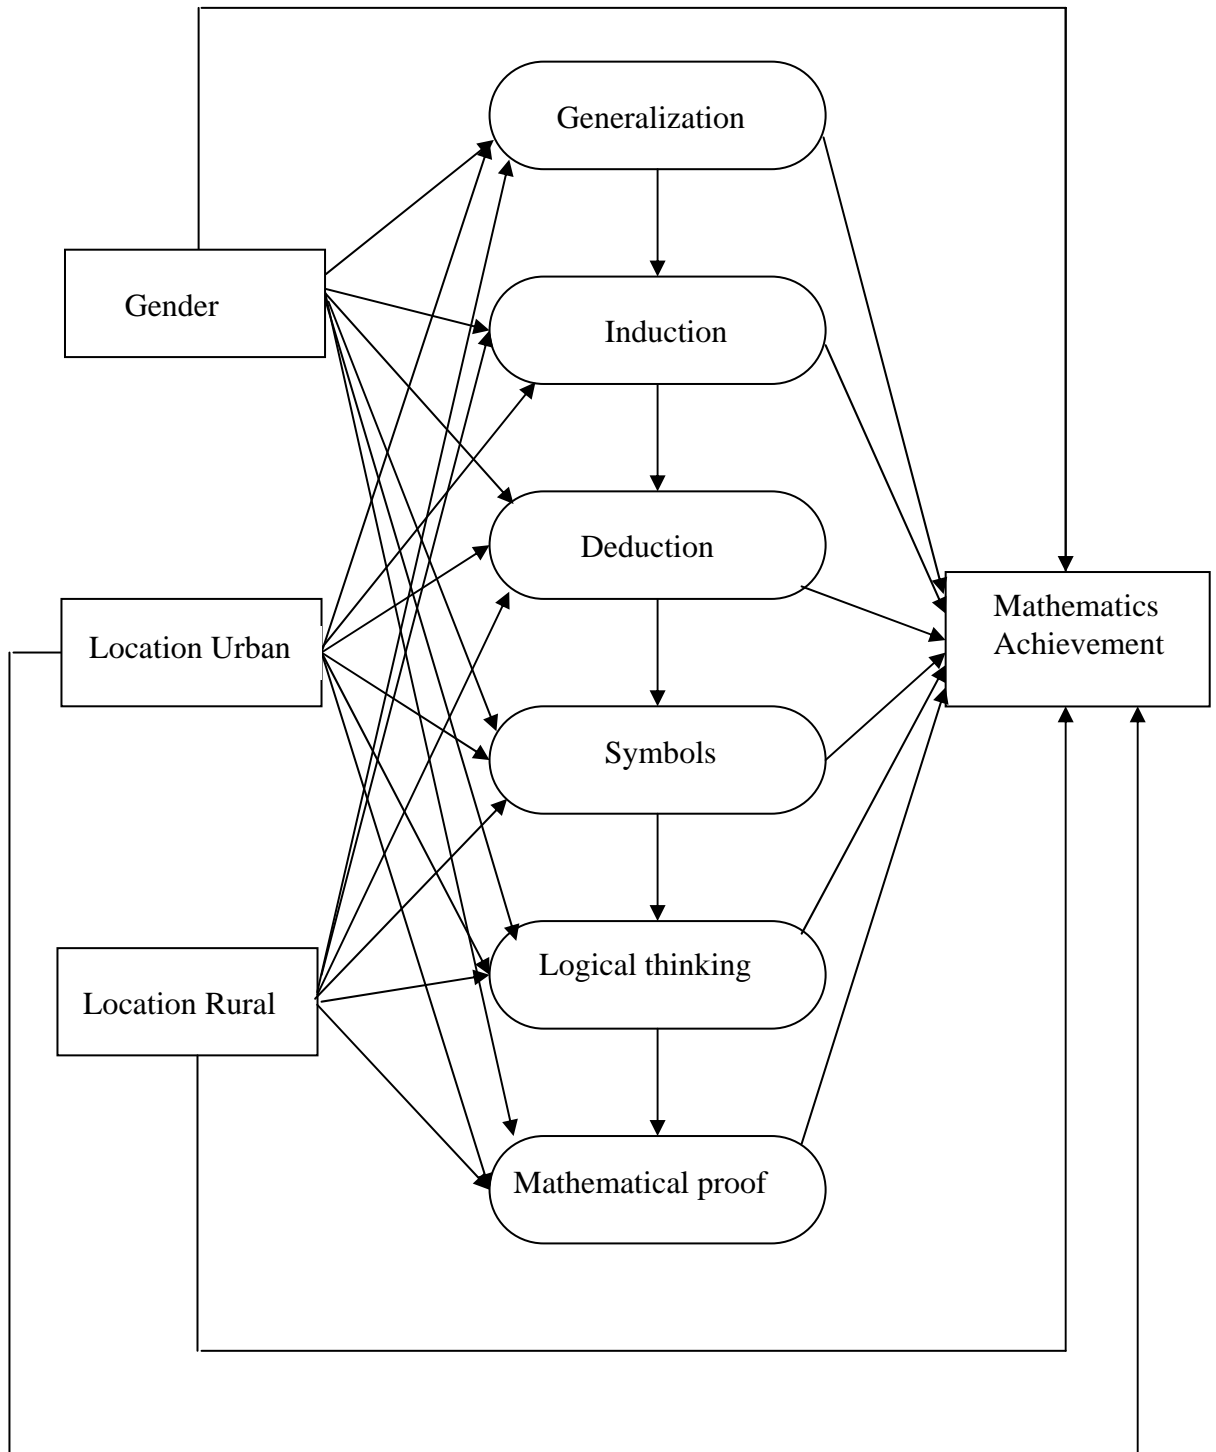 Generalization
Gender
Induction
Deduction
Mathematics
Achievement
Location Urban
Symbols
Logical thinking
Location Rural
Mathematical proof